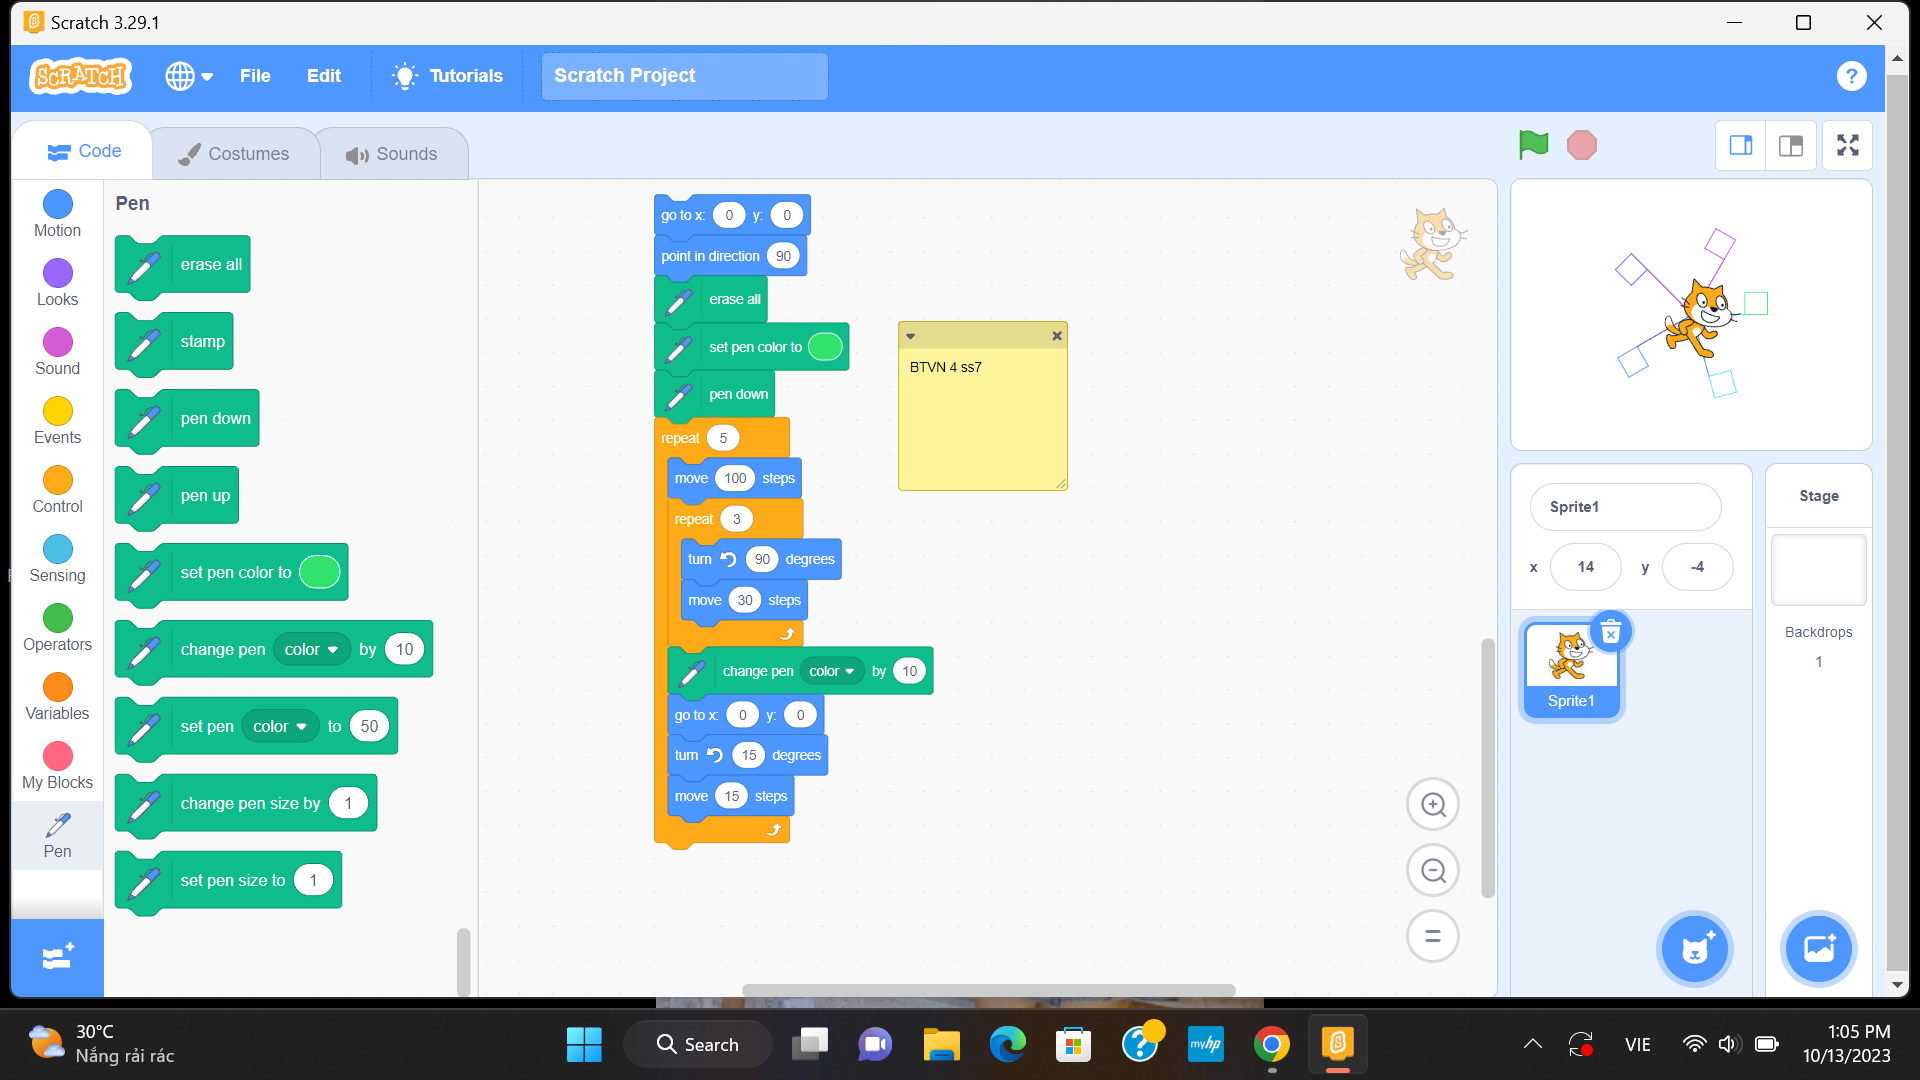 Scratch 3.29.1
SCRATCH
File
Edit
Tutorials
Scratch Project
?
Code
Costumes
Sounds
Motion
Looks
Sound
Events
Control
Sensing
Operators
Variables
My Blocks
Pen
Pen
erase all
stamp
pen down
pen up
set pen color to
change pen color by 10
set pen color to 50
change pen size by 1
set pen size to 1
go to x: 0 y: 0
point in direction 90
erase all
set pen color to
pen down
repeat 5
move 100 steps
repeat 3
turn 90 degrees
move 30 steps
change pen color by 10
go to x: 0 y: 0
turn 15 degrees
move 15 steps
BTVN 4 ss7
Sprite1
x 14 y -4
Sprite1
Stage
Backdrops
1
30°C
Nắng rải rác
Search
myhp
VIE
1:05 PM
10/13/2023